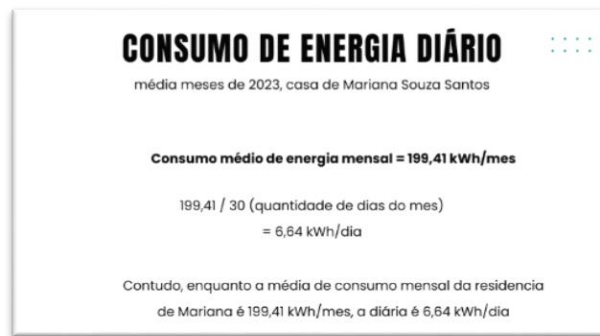 CONSUMO DE ENERGIA DIÁRIO
média meses de 2023, casa de Mariana Souza Santos
Consumo médio de energia mensal = 199,41 kWh/mes
199,41 / 30 (quantidade de dias do mes)
= 6,64 kWh/dia
Contudo, enquanto a média de consumo mensal da residencia
de Mariana é 199,41 kWh/mes, a diária é 6,64 kWh/dia